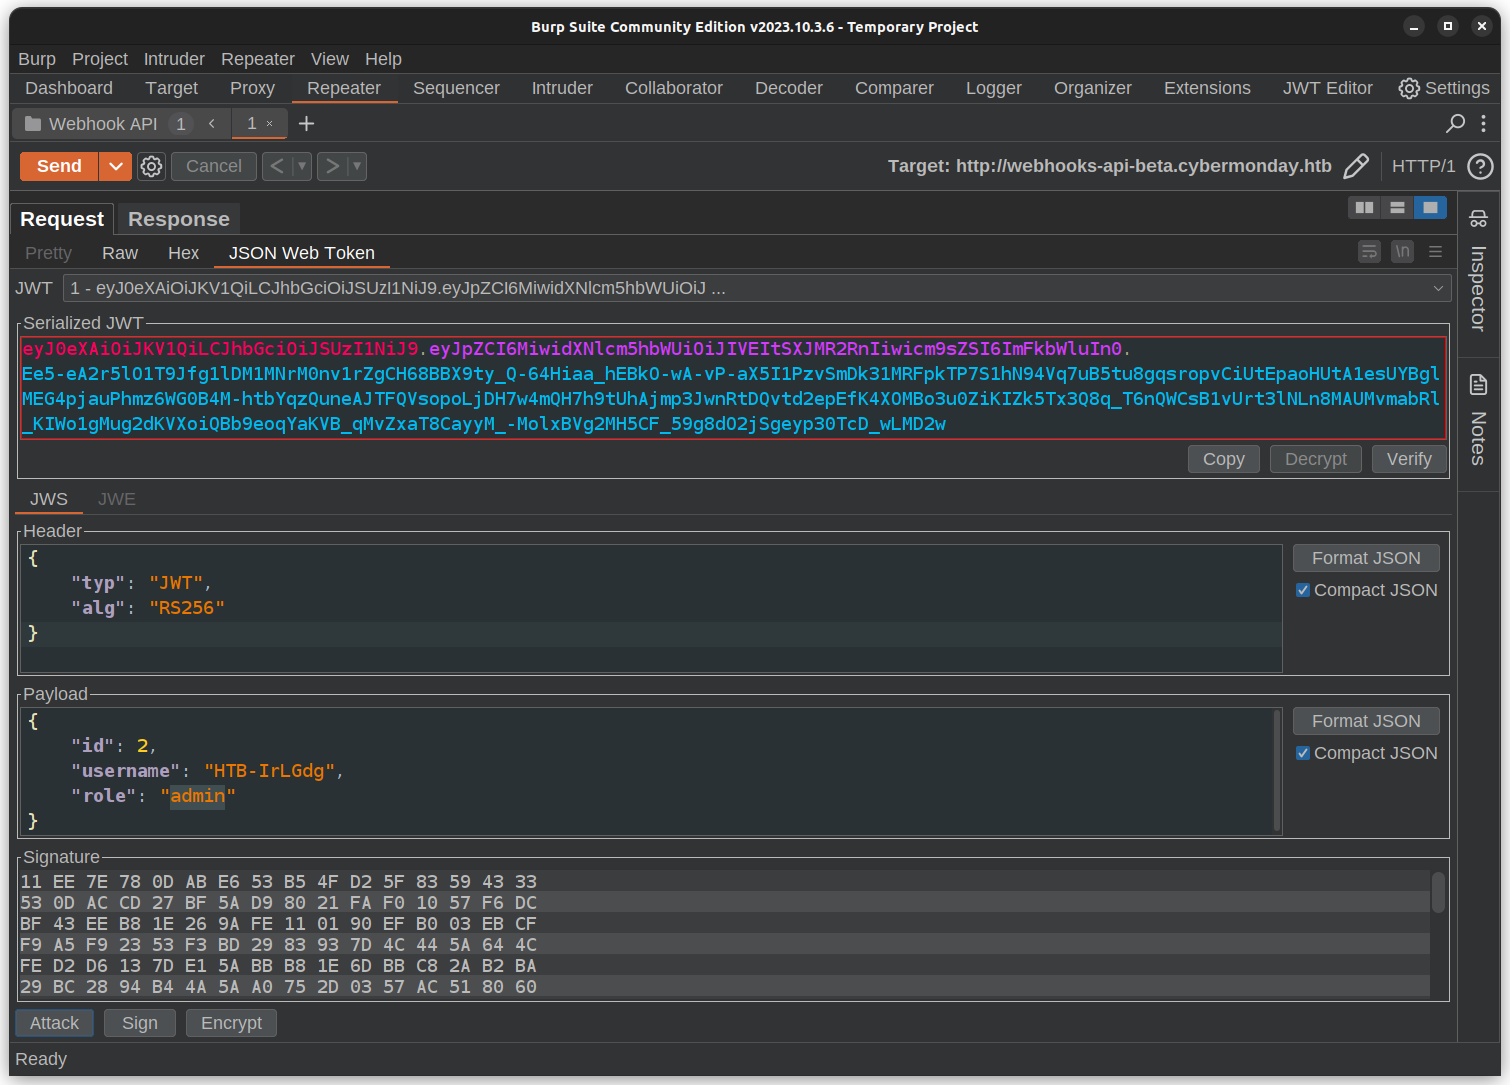 Burp Suite Community Edition v2023.10.3.6 - Temporary Project
Burp Project Intruder Repeater View Help
Dashboard Target Proxy Repeater Sequencer Intruder Collaborator Decoder Comparer Logger Organizer Extensions JWT Editor Settings
Webhook API 1 < 1 × +
Send Cancel < > Target: http://webhooks-api-beta.cybermonday.htb HTTP/1 ?
Request Response
Pretty Raw Hex JSON Web Token \n
JWT 1 - eyJ0eXAiOiJKV1QiLCJhbGciOiJSUzI1NiJ9.eyJpZCI6MiwidXNlcm5hbWUiOiJ ...
Serialized JWT
eyJ0eXAiOiJKV1QiLCJhbGciOiJSUzI1NiJ9.eyJpZCI6MiwidXNlcm5hbWUiOiJIVEItSXJMR2RnIiwicm9sZSI6ImFkbWluIn0.
Ee5-eA2r5lO1T9Jfg1lDM1MNrM0nv1rZgCH68BBX9ty_Q-64Hiaa_hEBkO-wA-vP-aX5I1PzvSmDk31MRFpkTP7S1hN94Vq7uB5tu8gqsropvCiUtEpaoHUtA1esUYBgl
MEG4pjauPhmz6WG0B4M-htbYqzQuneAJTFQVsopoLjDH7w4mQH7h9tUhAjmp3JwnRtDQvtd2epEfK4XOMBo3u0ZiKIZk5Tx3Q8q_T6nQWCsB1vUrt3lNLn8MAUMvmabRl
_KIWo1gMug2dKVXoiQBb9eoqYaKVB_qMvZxaT8CayyM_-MolxBVg2MH5CF_59g8dO2jSgeyp30TcD_wLMD2w
Copy Decrypt Verify
JWS JWE
Header
{
"typ": "JWT",
"alg": "RS256"
}
Format JSON
Compact JSON
Payload
{
"id": 2,
"username": "HTB-IrLGdg",
"role": "admin"
}
Format JSON
Compact JSON
Signature
11 EE 7E 78 0D AB E6 53 B5 4F D2 5F 83 59 43 33
53 0D AC CD 27 BF 5A D9 80 21 FA F0 10 57 F6 DC
BF 43 EE B8 1E 26 9A FE 11 01 90 EF B0 03 EB CF
F9 A5 F9 23 53 F3 BD 29 83 93 7D 4C 44 5A 64 4C
FE D2 D6 13 7D E1 5A BB B8 1E 6D BB C8 2A B2 BA
29 BC 28 94 B4 4A 5A A0 75 2D 03 57 AC 51 80 60
Attack Sign Encrypt
Ready
Inspector
Notes